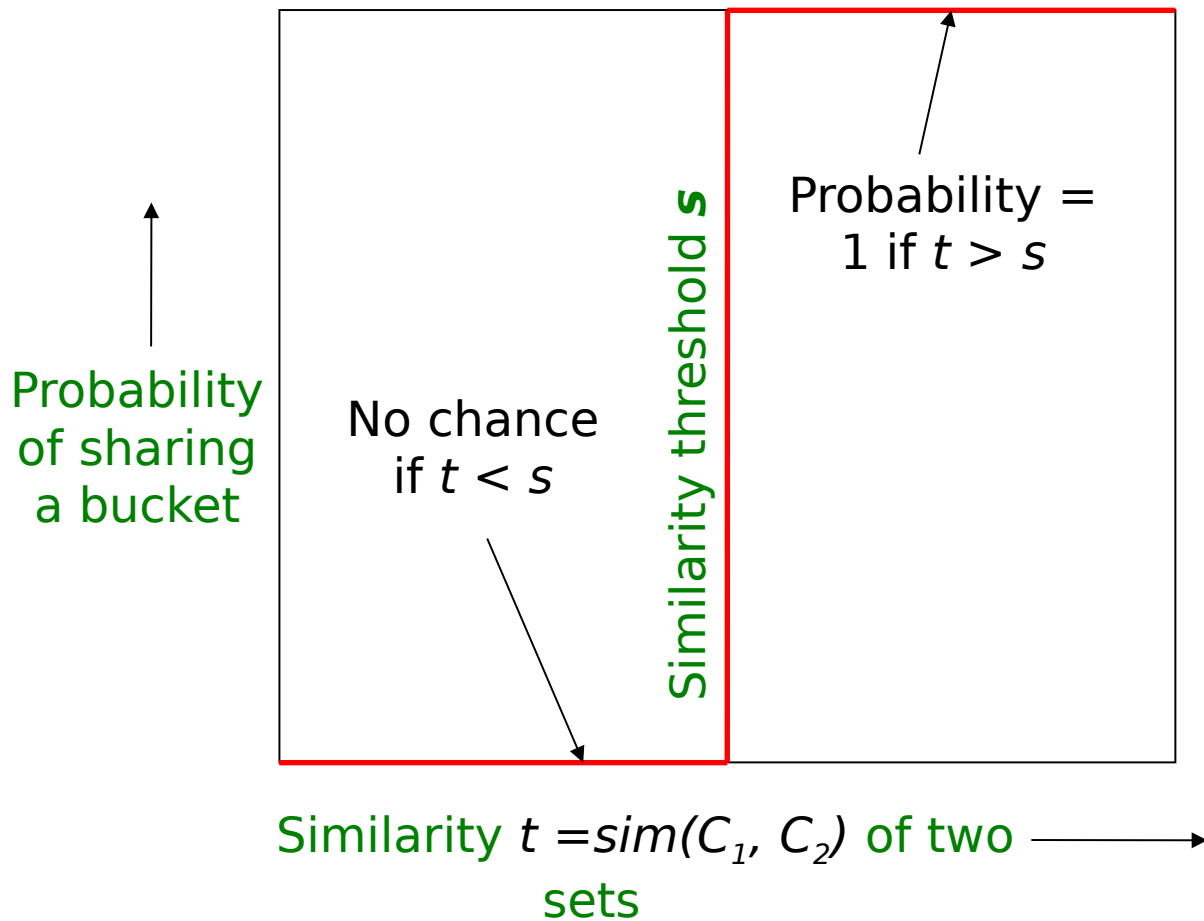 Probability
of sharing
a bucket
No chance
if t < s
Similarity threshold s
Probability =
1 if t > s
Similarity t =sim(C₁, C₂) of two
sets